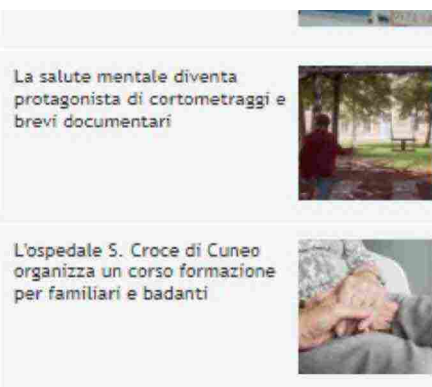 La salute mentale diventa
protagonista di cortometraggi e
brevi documentari
L'ospedale S. Croce di Cuneo
organizza un corso formazione
per familiari e badanti